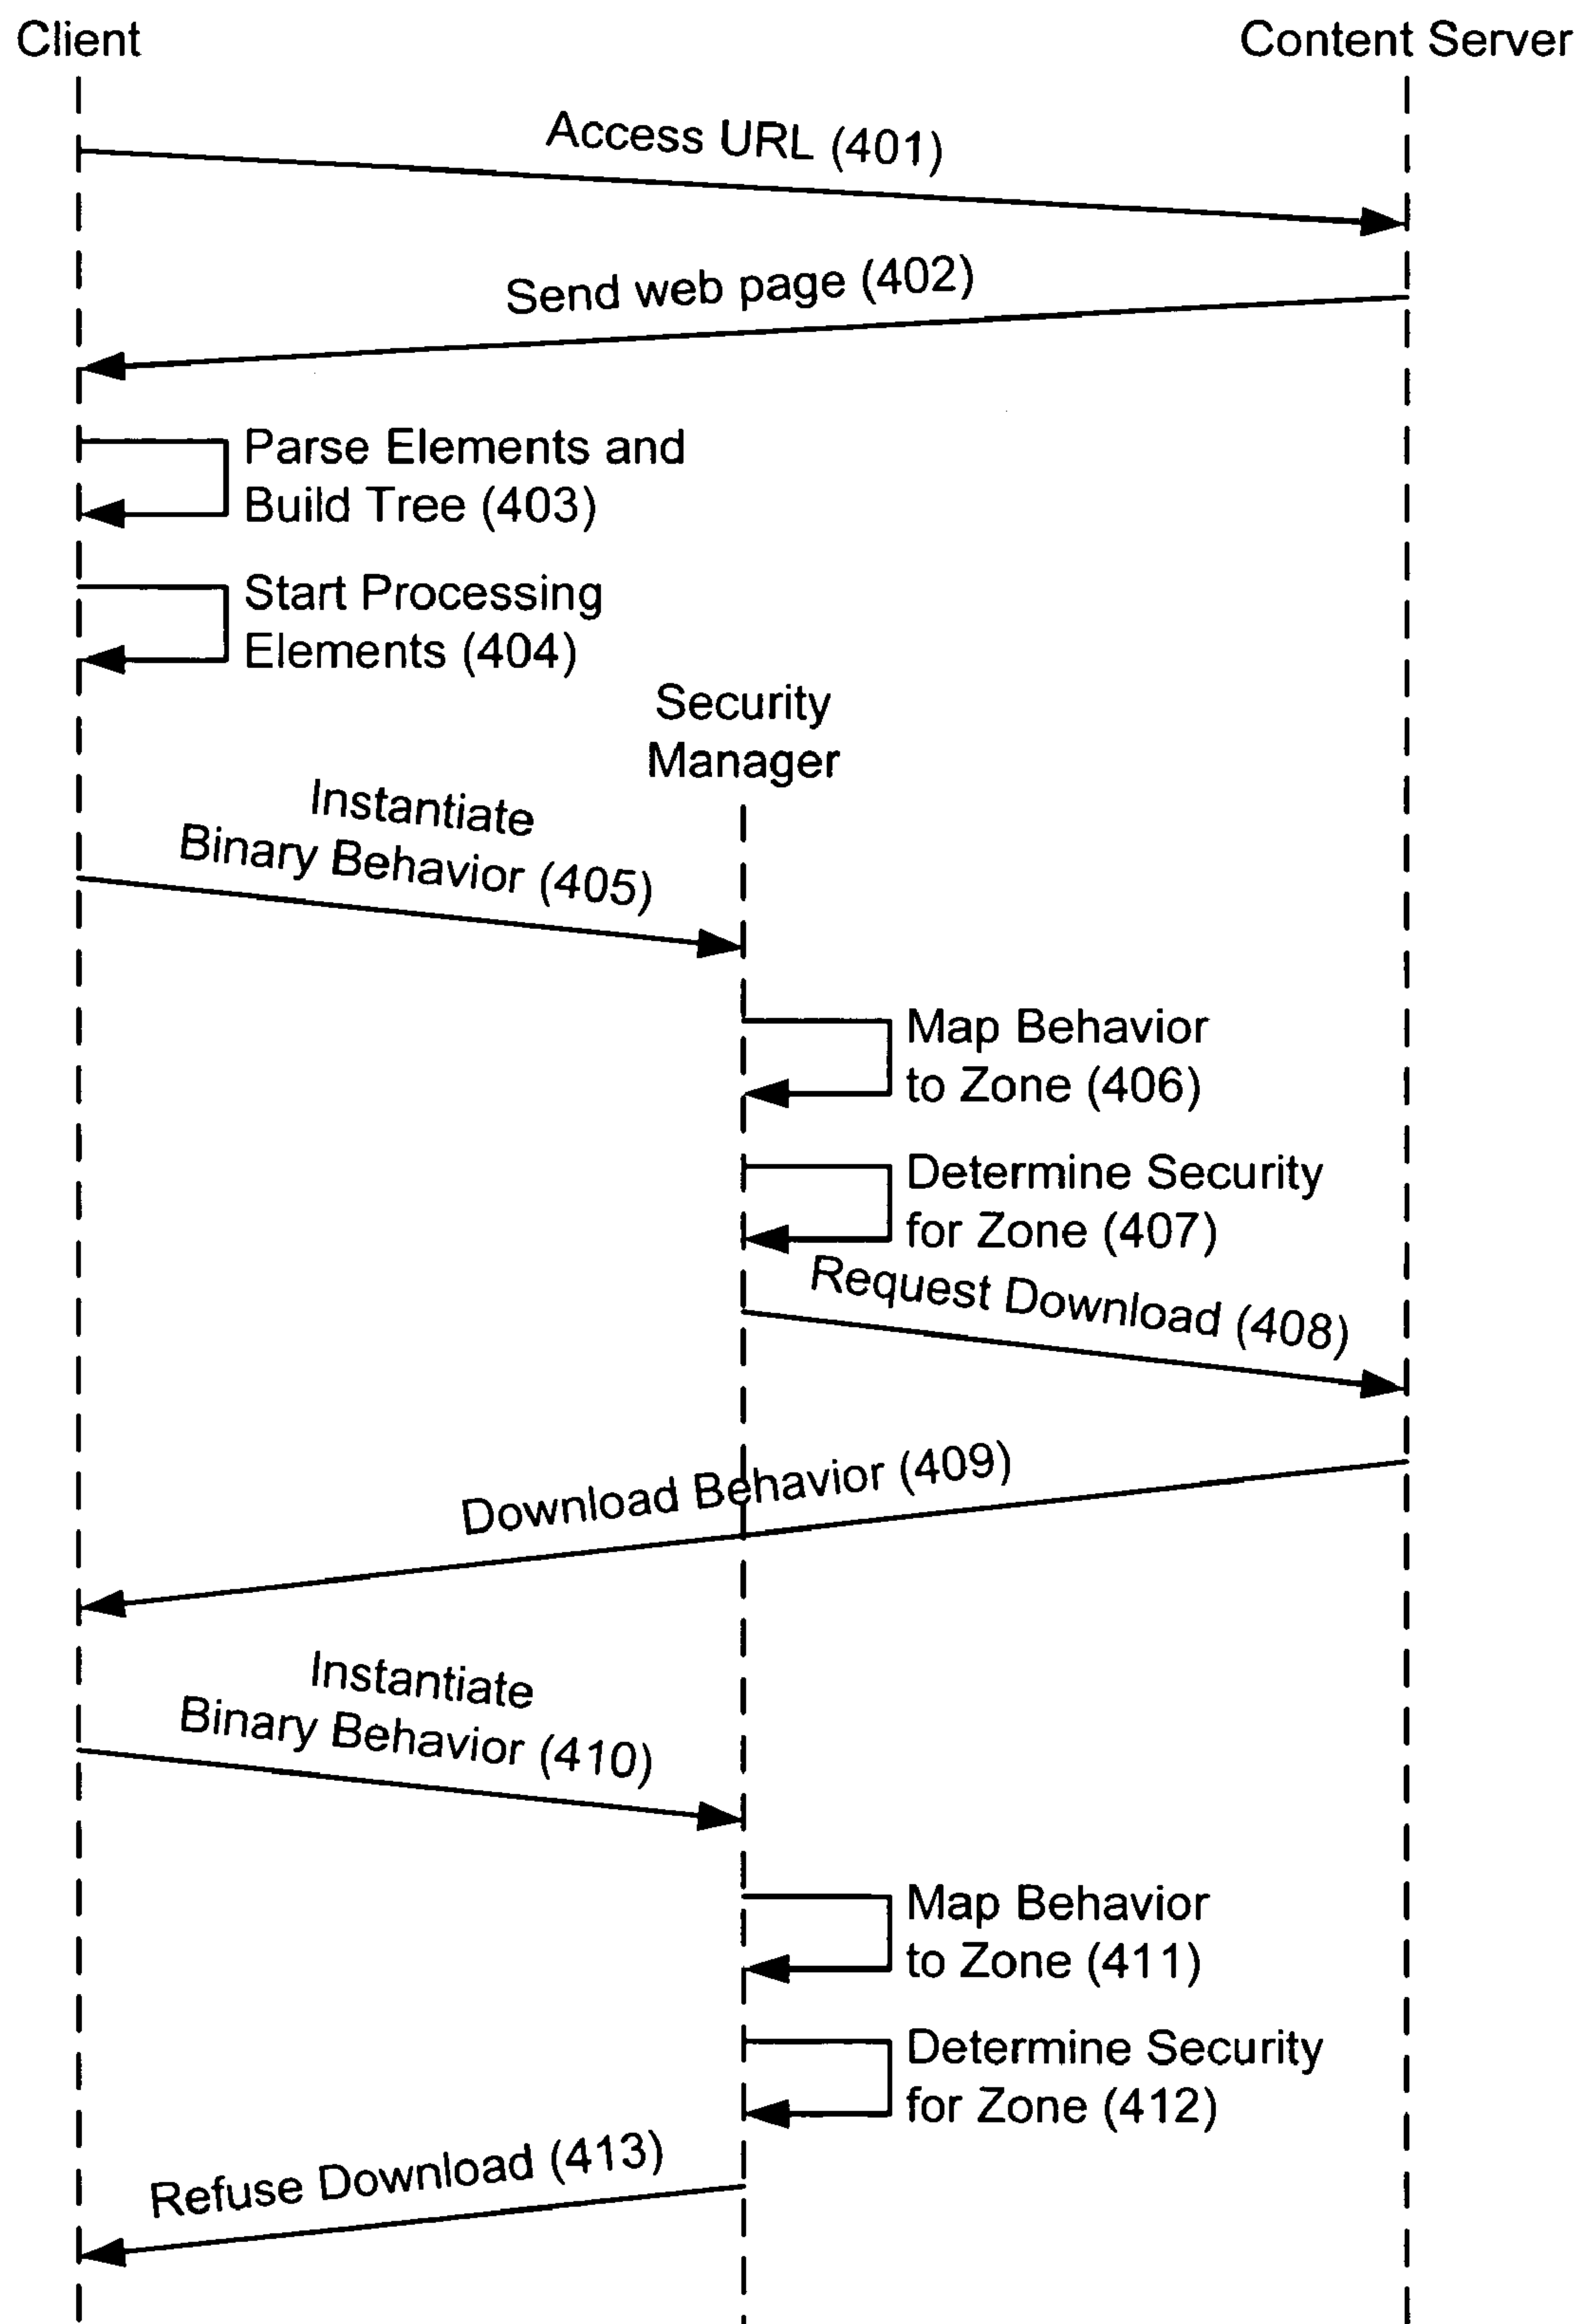 Client
Content Server
Access URL (401)
Send web page (402)
Parse Elements and
Build Tree (403)
Start Processing
Elements (404)
Security
Manager
Instantiate
Binary Behavior (405)
Map Behavior
to Zone (406)
Determine Security
for Zone (407)
Request Download (408)
Download Behavior (409)
Instantiate
Binary Behavior (410)
Map Behavior
to Zone (411)
Determine Security
for Zone (412)
Refuse Download (413)